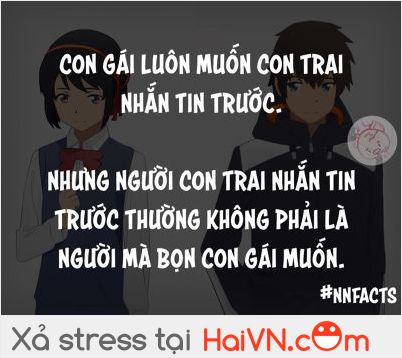 CON GÁI LUÔN MUỐN CON TRAI
NHẮN TIN TRƯỚC.
NHƯNG NGƯỜI CON TRAI NHẮN TIN
TRƯỚC THƯỜNG KHÔNG PHẢI LÀ
NGƯỜI MÀ BỌN CON GÁI MUỐN.
#NNFACTS
Xả stress tại HaiVN.com